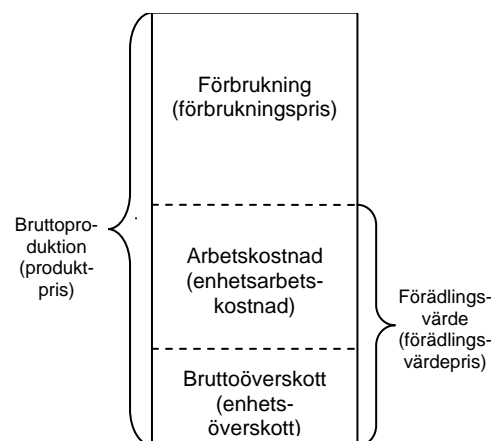 Förbrukning
(förbrukningspris)
Bruttopro-
duktion
(produkt-
pris)
Arbetskostnad
(enhetsarbets-
kostnad)
Förädlings-
värde
(förädlings-
värdepris)
Bruttoöverskott
(enhets-
överskott)